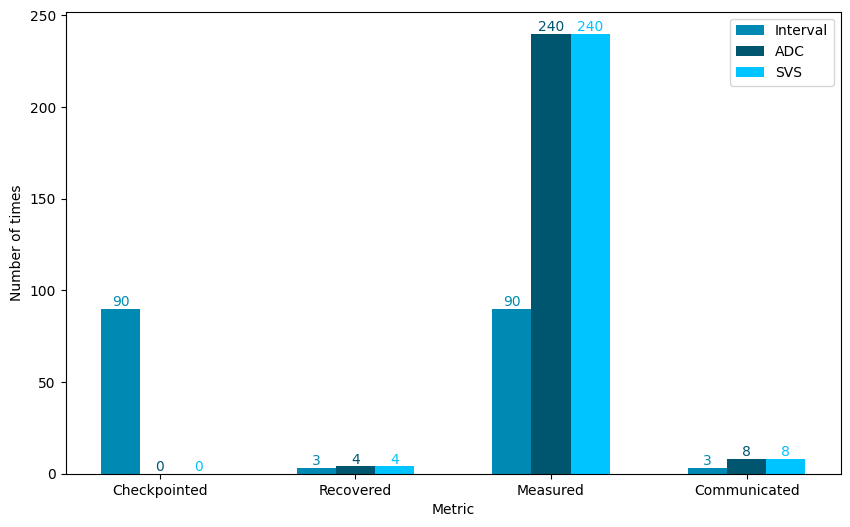 250
200
150
100
50
0
Number of times
90
0
0
3
4
4
90
240
240
3
8
8
Interval
ADC
SVS
Checkpointed
Recovered
Measured
Communicated
Metric